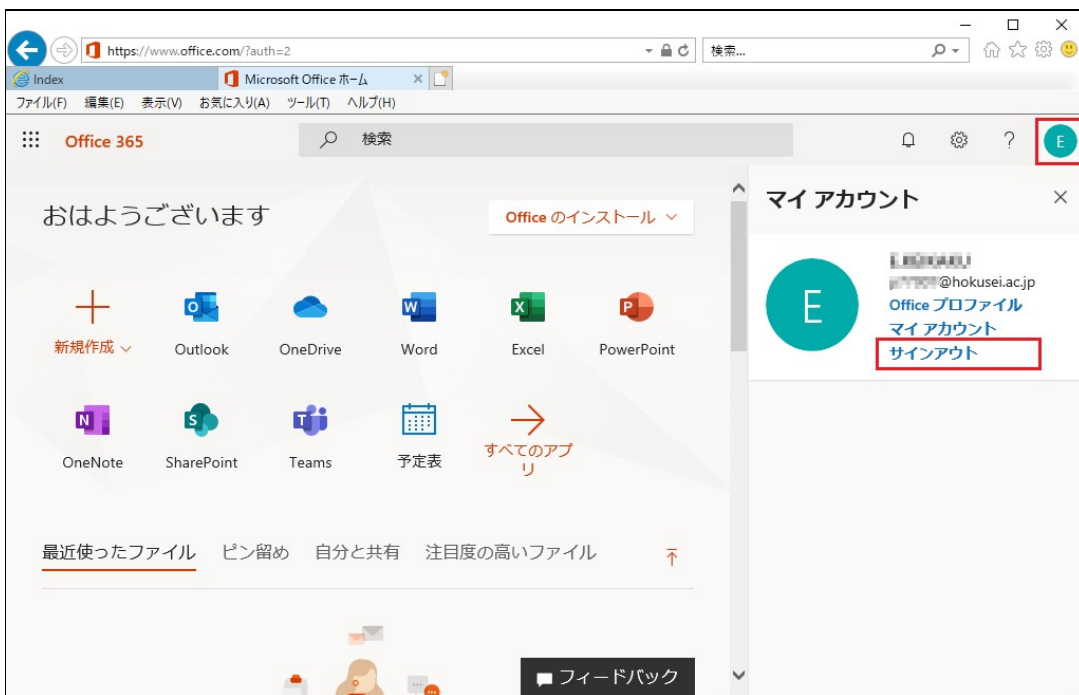 https://www.office.com/?auth=2
検索...
Index
Microsoft Office ホーム
ファイル(F) 編集(E) 表示(V) お気に入り(A) ツール(T) ヘルプ(H)
Office 365
検索
?
E
おはようございます
Office のインストール
マイ アカウント
E
@hokusei.ac.jp
Office プロファイル
マイ アカウント
サインアウト
新規作成
Outlook
OneDrive
Word
Excel
PowerPoint
OneNote
SharePoint
Teams
予定表
すべてのアプ
リ
最近使ったファイル ピン留め 自分と共有 注目度の高いファイル
フィードバック